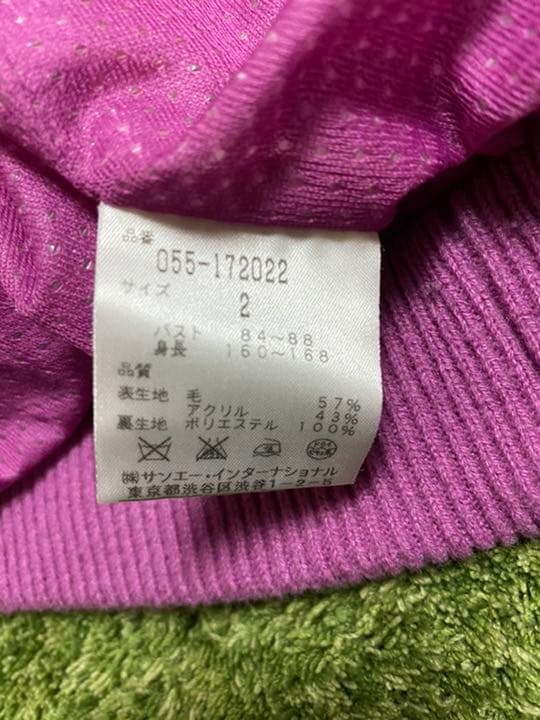 品番
055-172022
サイズ
2
バスト 84~88
身長 160~168
品質
表生地 毛 57%
アクリル 43%
裏生地 ポリエステル 100%
㈱サンエー・インターナショナル
東京都渋谷区渋谷1-2-5